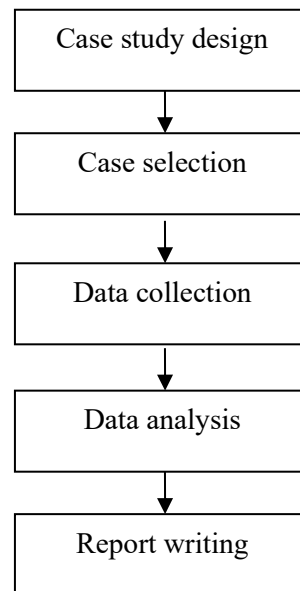 Case study design
Case selection
Data collection
Data analysis
Report writing